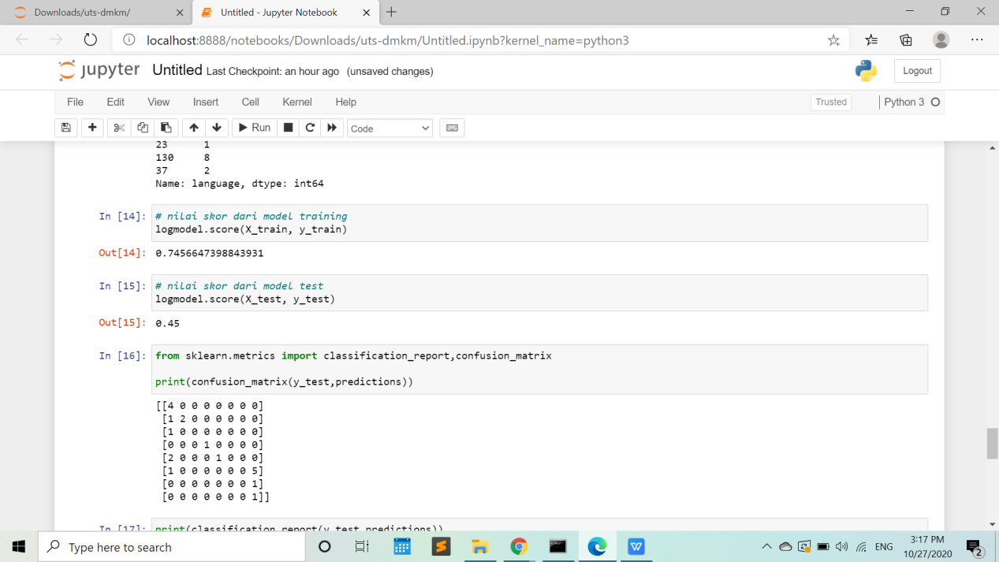 Downloads/uts-dmkm/
Untitled - Jupyter Notebook
localhost:8888/notebooks/Downloads/uts-dmkm/Untitled.ipynb?kernel_name=python3
jupyter Untitled Last Checkpoint: an hour ago (unsaved changes)
Logout
File Edit View Insert Cell Kernel Help
Trusted
Python 3
Run
Code
23 1
130 8
37 2
Name: language, dtype: int64
In [14]: # nilai skor dari model training
logmodel.score(X_train, y_train)
Out[14]: 0.7456647398843931
In [15]: # nilai skor dari model test
logmodel.score(X_test, y_test)
Out[15]: 0.45
In [16]: from sklearn.metrics import classification_report,confusion_matrix
print(confusion_matrix(y_test,predictions))
[[4 0 0 0 0 0 0 0]
[1 2 0 0 0 0 0 0]
[1 0 0 0 0 0 0 0]
[0 0 0 1 0 0 0 0]
[2 0 0 0 1 0 0 0]
[1 0 0 0 0 0 0 5]
[0 0 0 0 0 0 0 1]
[0 0 0 0 0 0 0 1]]
In [17]: print(classification_report(y_test,predictions))
Type here to search
ENG
3:17 PM
10/27/2020
2